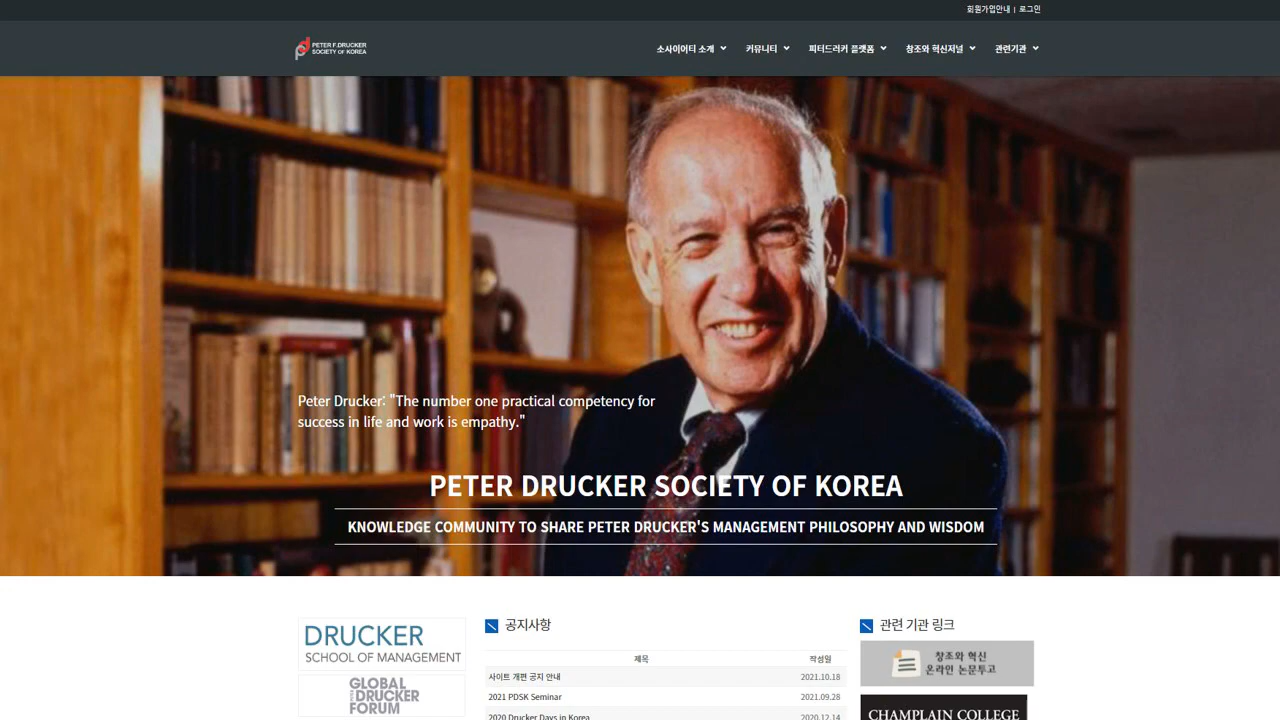 회원가입안내 | 로그인
PETER F.DRUCKER
SOCIETY OF KOREA
소사이어티 소개
커뮤니티
피터드러커 플랫폼
창조와 혁신저널
관련기관
Peter Drucker: "The number one practical competency for
success in life and work is empathy."
PETER DRUCKER SOCIETY OF KOREA
KNOWLEDGE COMMUNITY TO SHARE PETER DRUCKER'S MANAGEMENT PHILOSOPHY AND WISDOM
DRUCKER
SCHOOL OF MANAGEMENT
GLOBAL
DRUCKER
FORUM
공지사항
제목 작성일
사이트 개편 공지 안내 2021.10.18
2021 PDSK Seminar 2021.09.28
2020 Drucker Days in Korea 2020.12.14
관련 기관 링크
창조와 혁신
온라인 논문투고
CHAMPLAIN COLLEGE